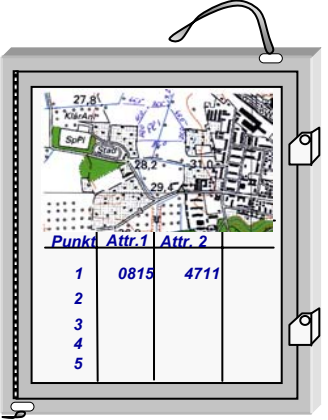 27,8
KlärAnl
SpPl
Stad
28,2
31,0
29,4
Punkt Attr.1 Attr. 2
1 0815 4711
2
3
4
5